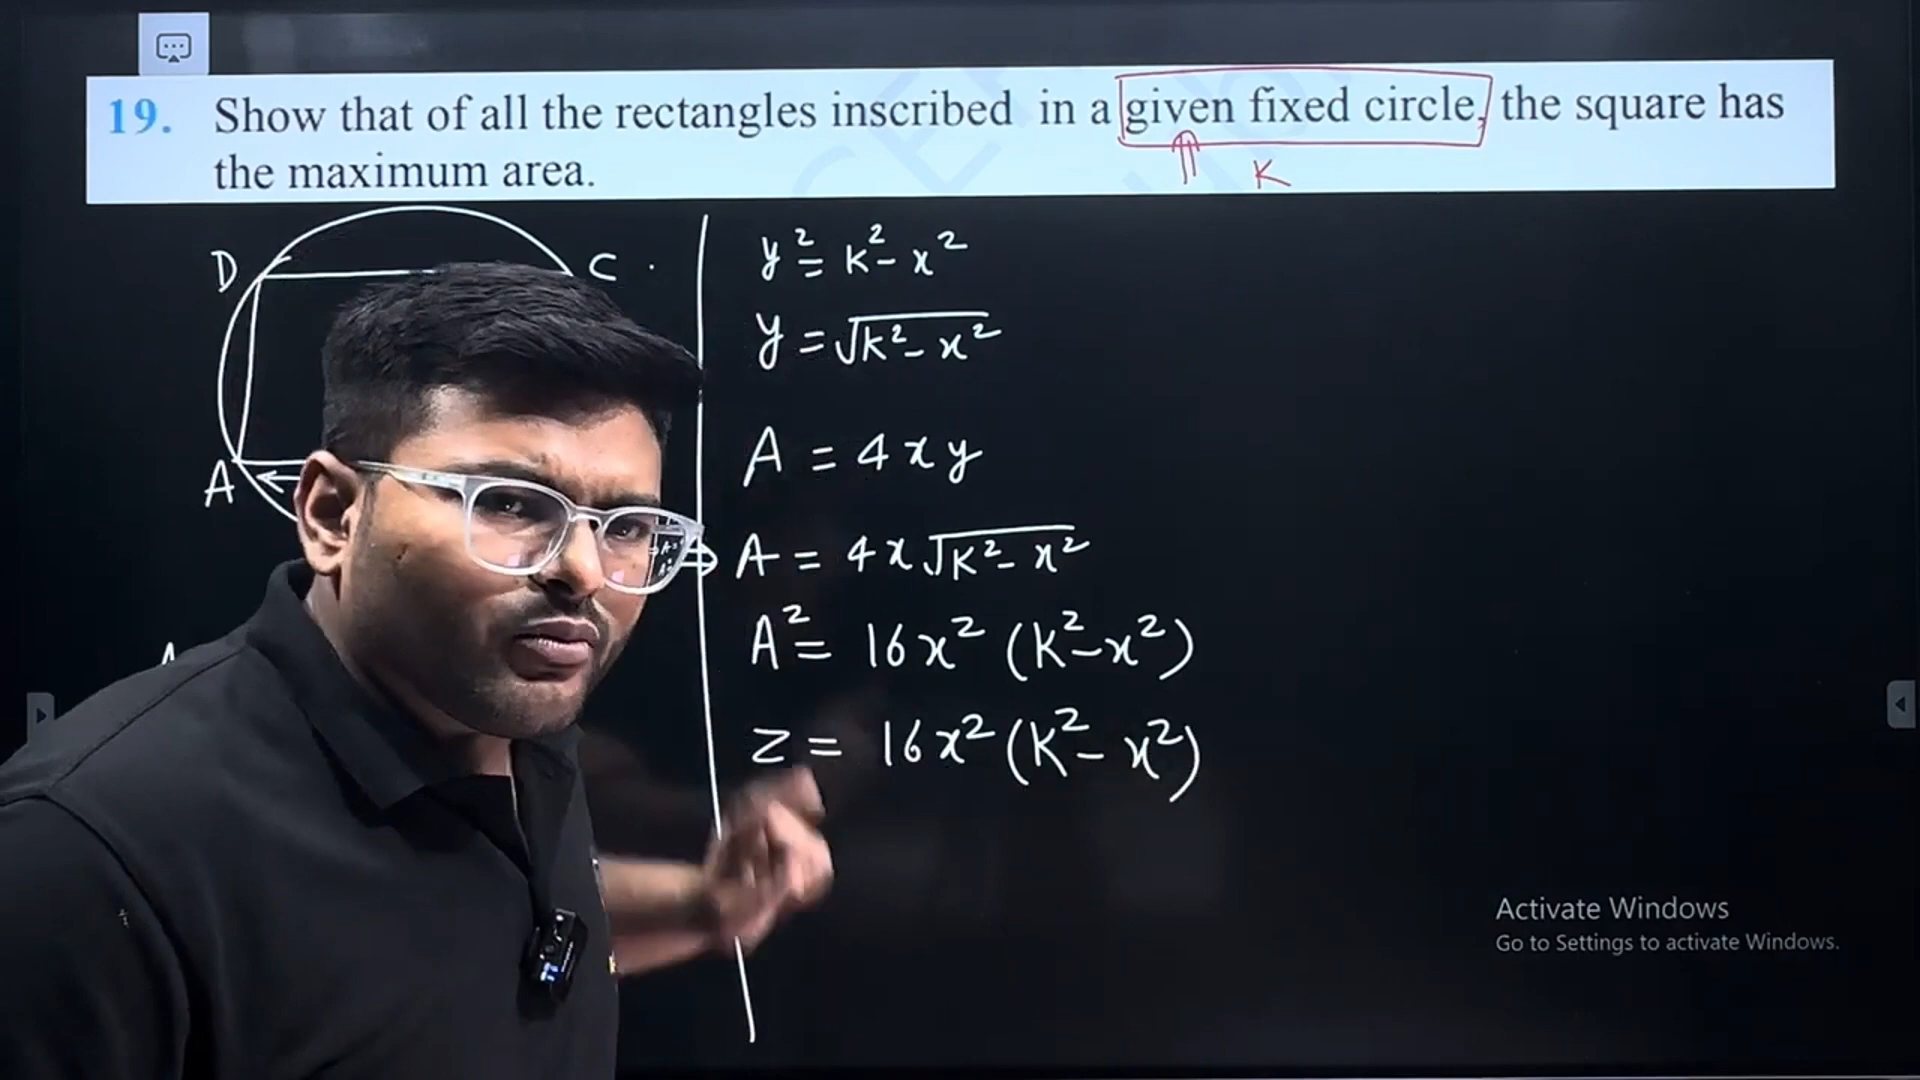 19. Show that of all the rectangles inscribed in a given fixed circle, the square has
the maximum area.
K
D
C
A
y² = K² - x²
y = √K² - x²
A = 4xy
⇒ A = 4x√K² - x²
A² = 16x² (K² - x²)
Z = 16x² (K² - x²)
Activate Windows
Go to Settings to activate Windows.